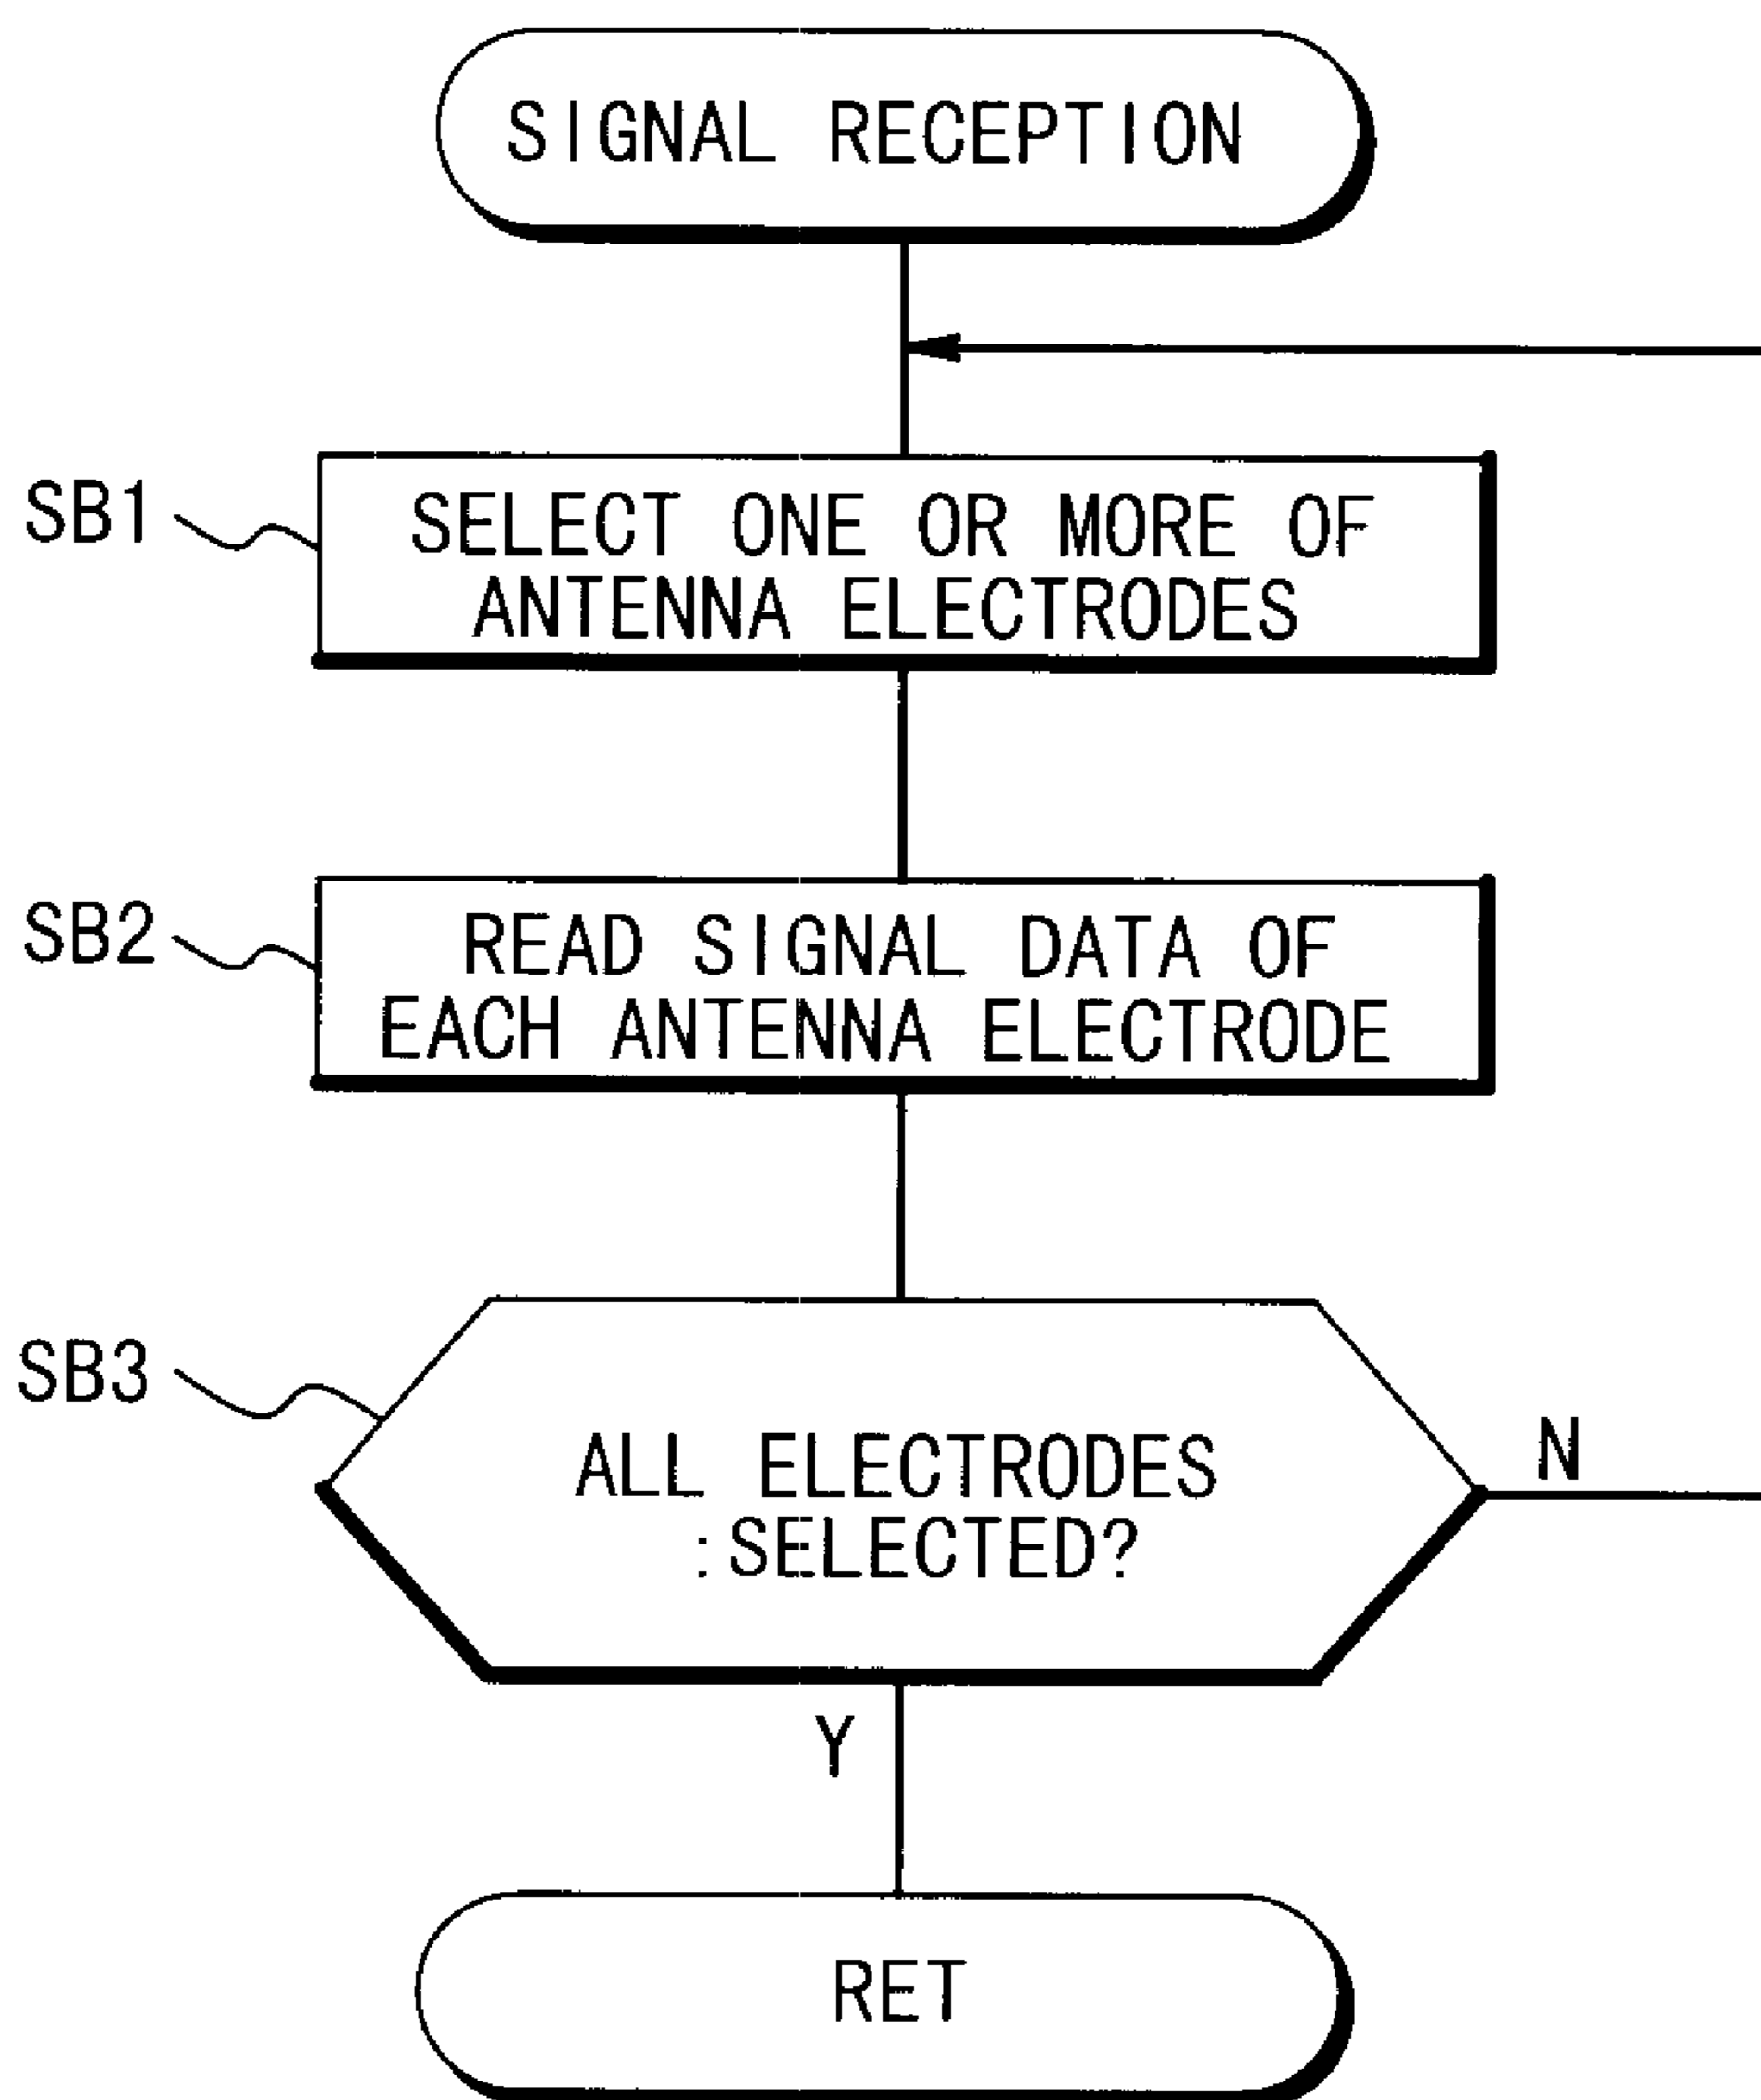 SIGNAL RECEPTION
SB1
SELECT ONE OR MORE OF
ANTENNA ELECTRODES
SB2
READ SIGNAL DATA OF
EACH ANTENNA ELECTRODE
SB3
ALL ELECTRODES
:SELECTED?
N
Y
RET